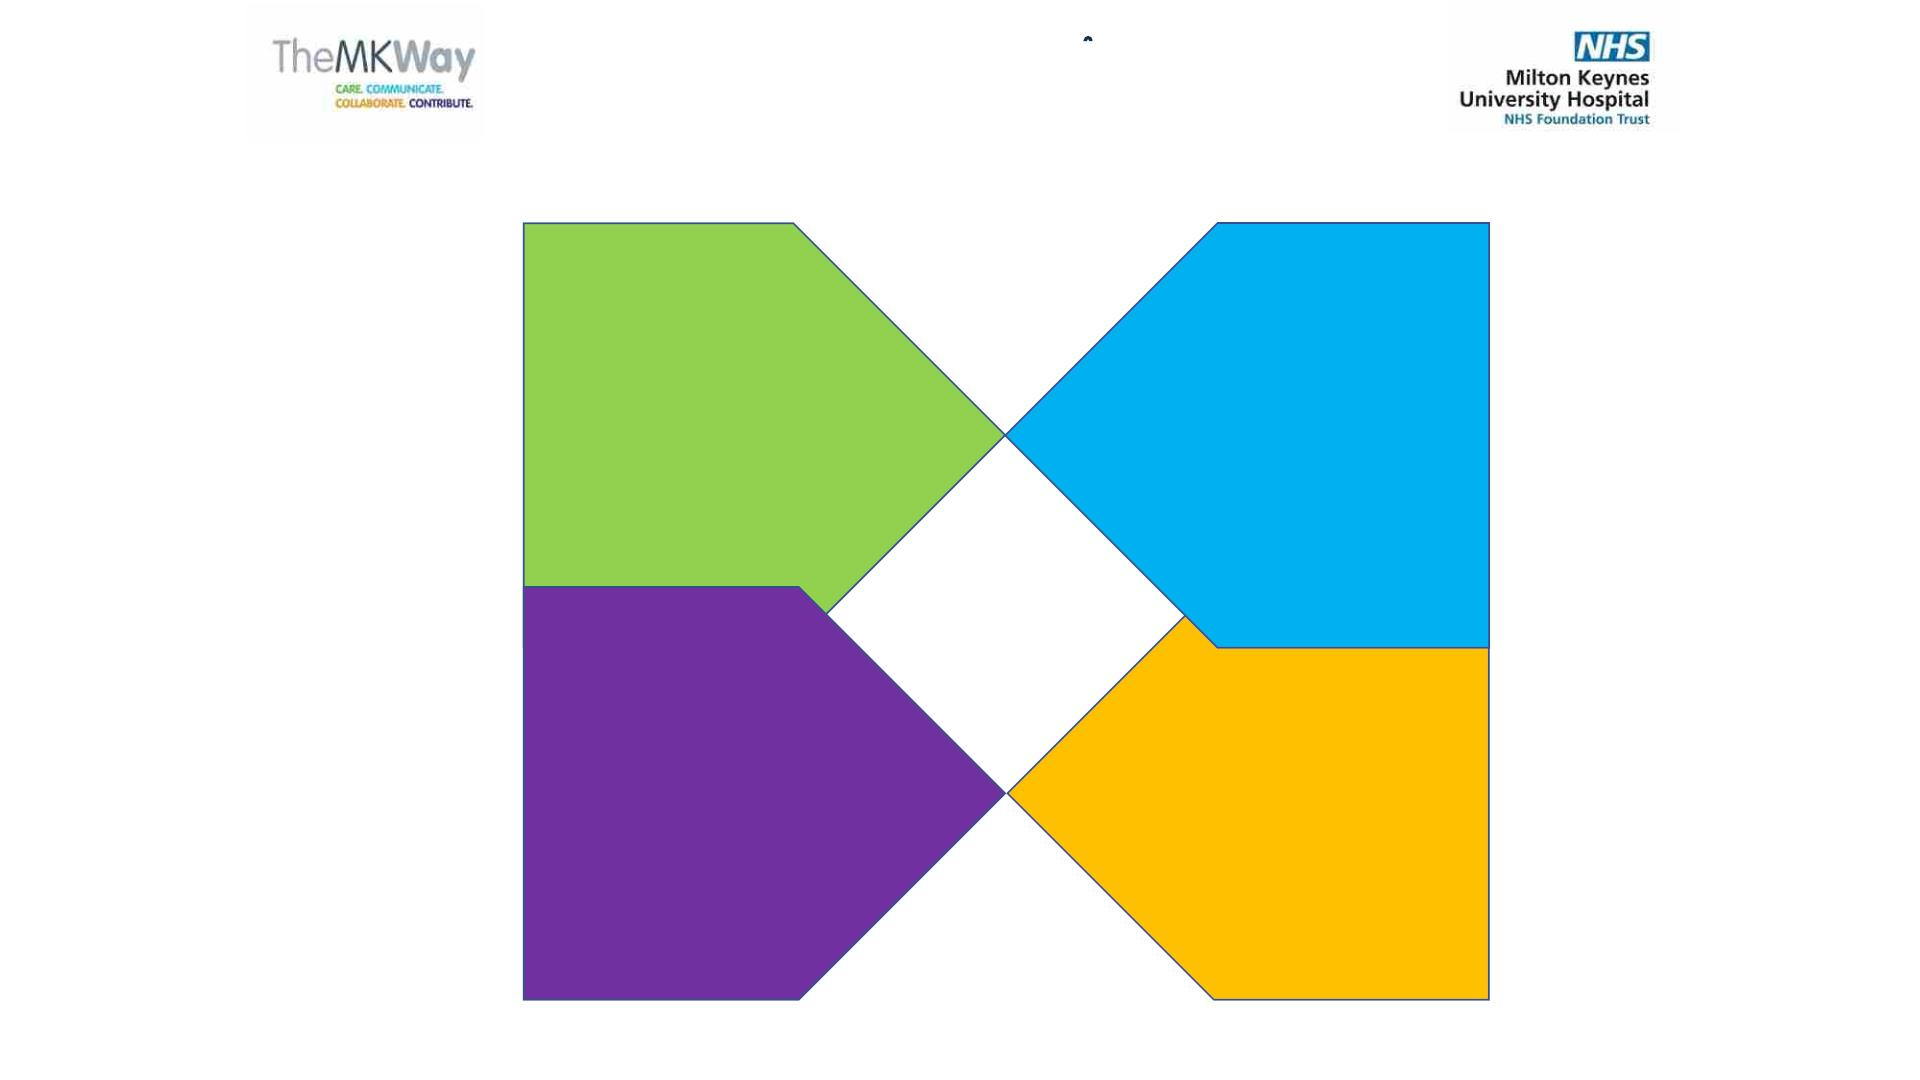 TheMKWay
CARE. COMMUNICATE.
COLLABORATE. CONTRIBUTE.
NHS
Milton Keynes
University Hospital
NHS Foundation Trust